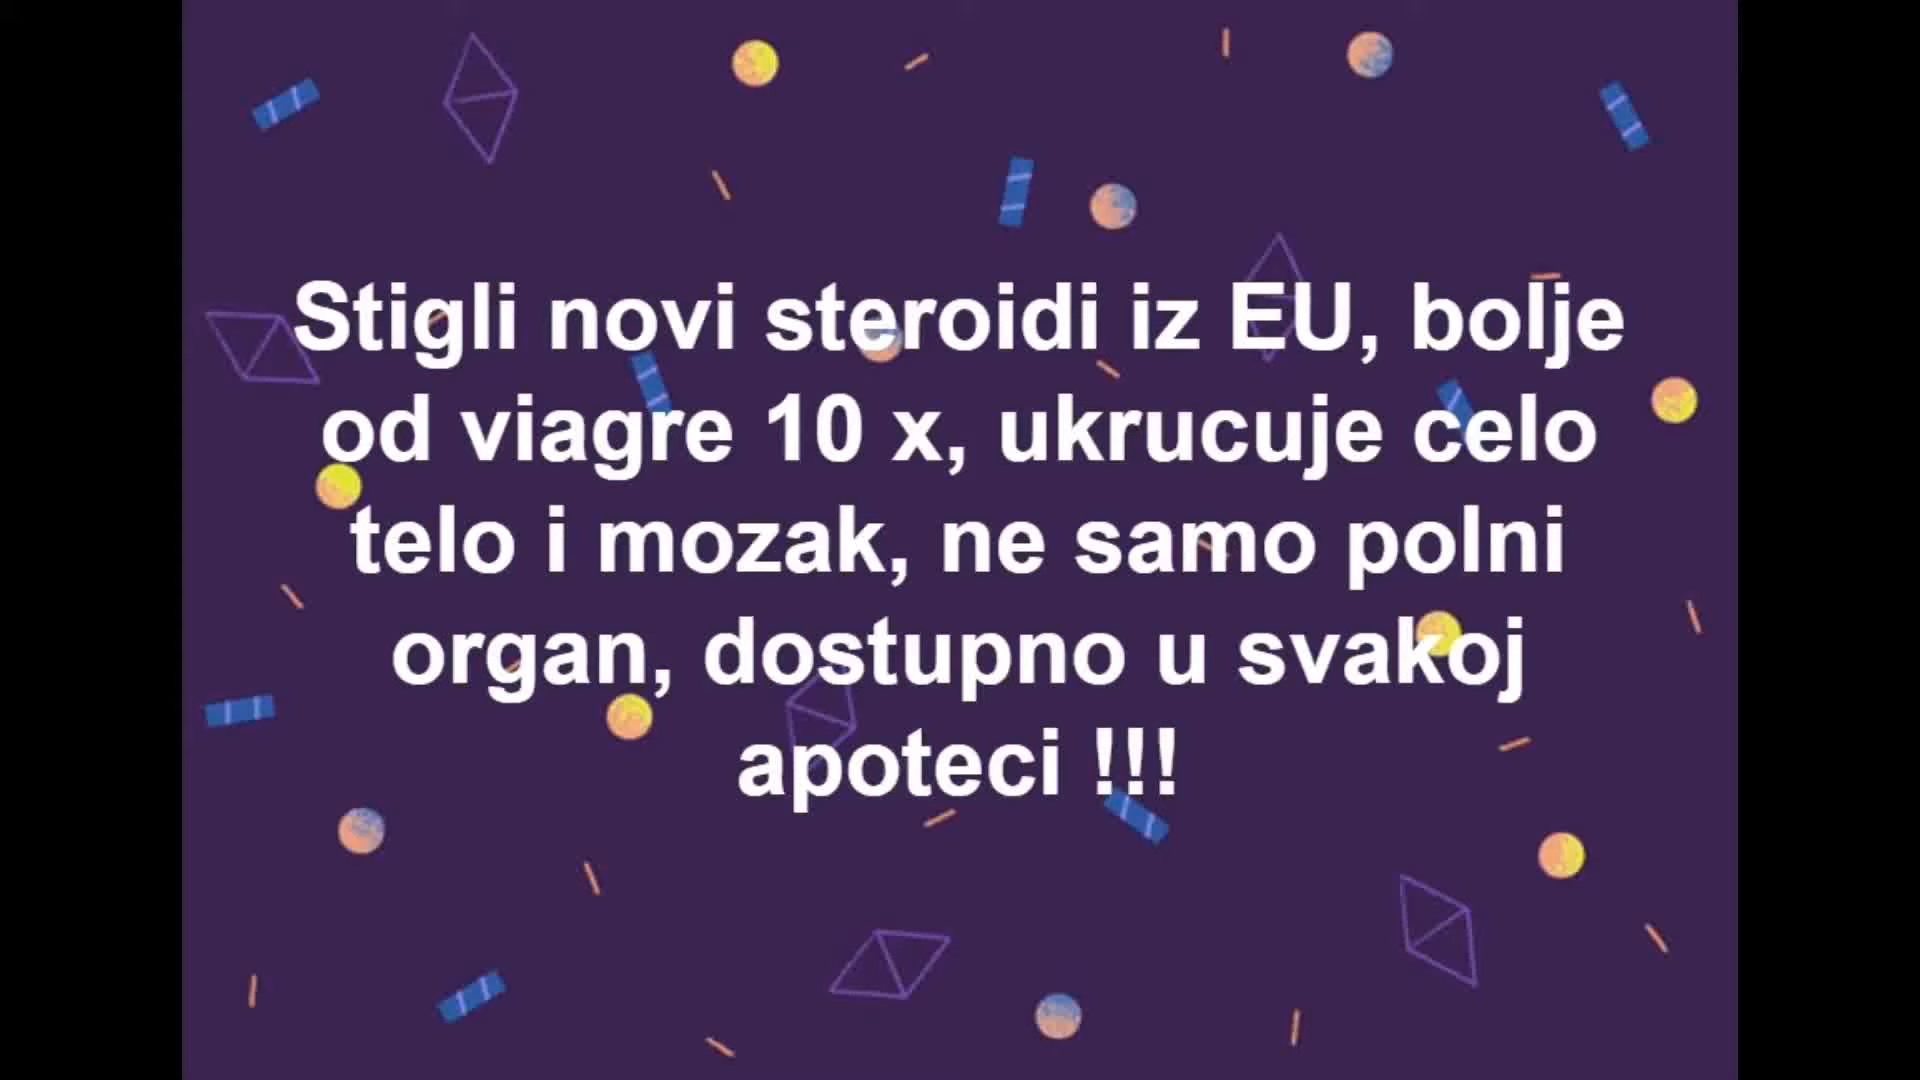 Stigli novi steroidi iz EU, bolje
od viagre 10 x, ukrucuje celo
telo i mozak, ne samo polni
organ, dostupno u svakoj
apoteci !!!